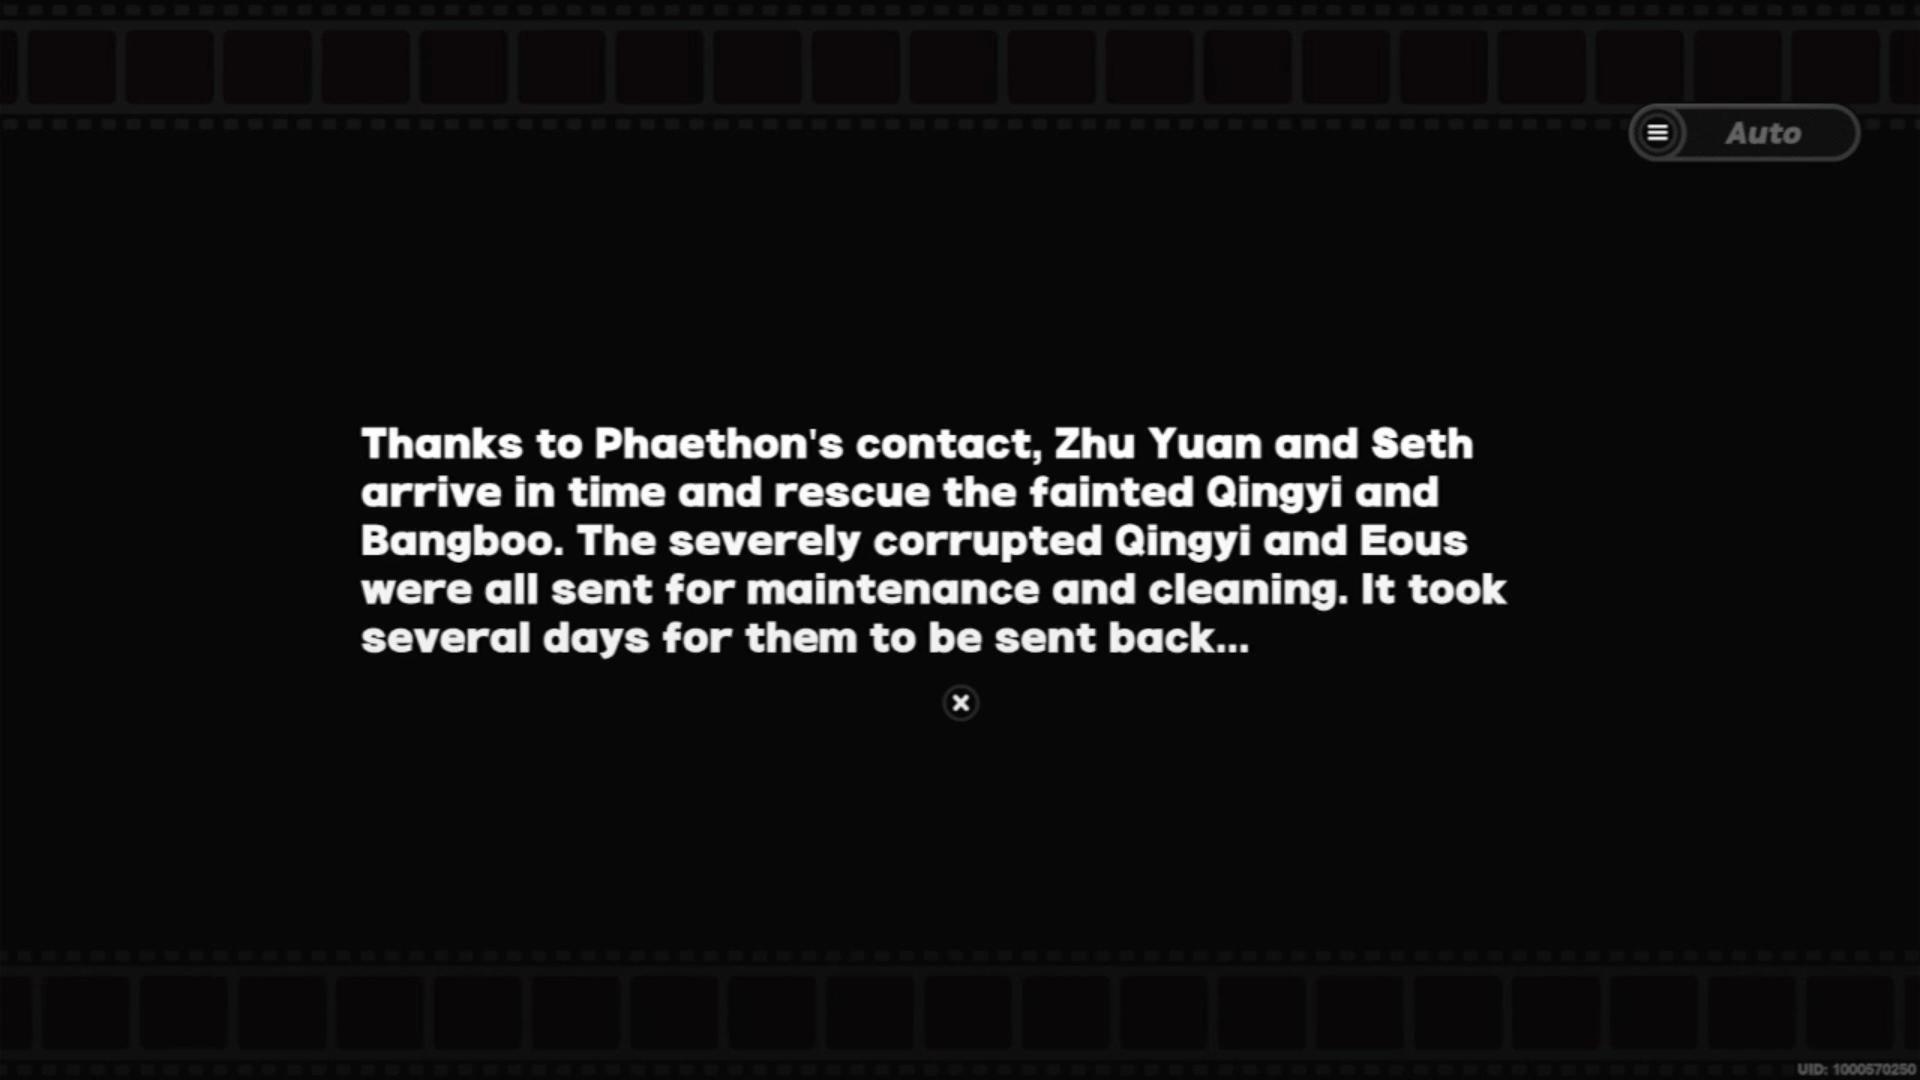 Auto
Thanks to Phaethon's contact, Zhu Yuan and Seth
arrive in time and rescue the fainted Qingyi and
Bangboo. The severely corrupted Qingyi and Eous
were all sent for maintenance and cleaning. It took
several days for them to be sent back...
UID: 1000570250